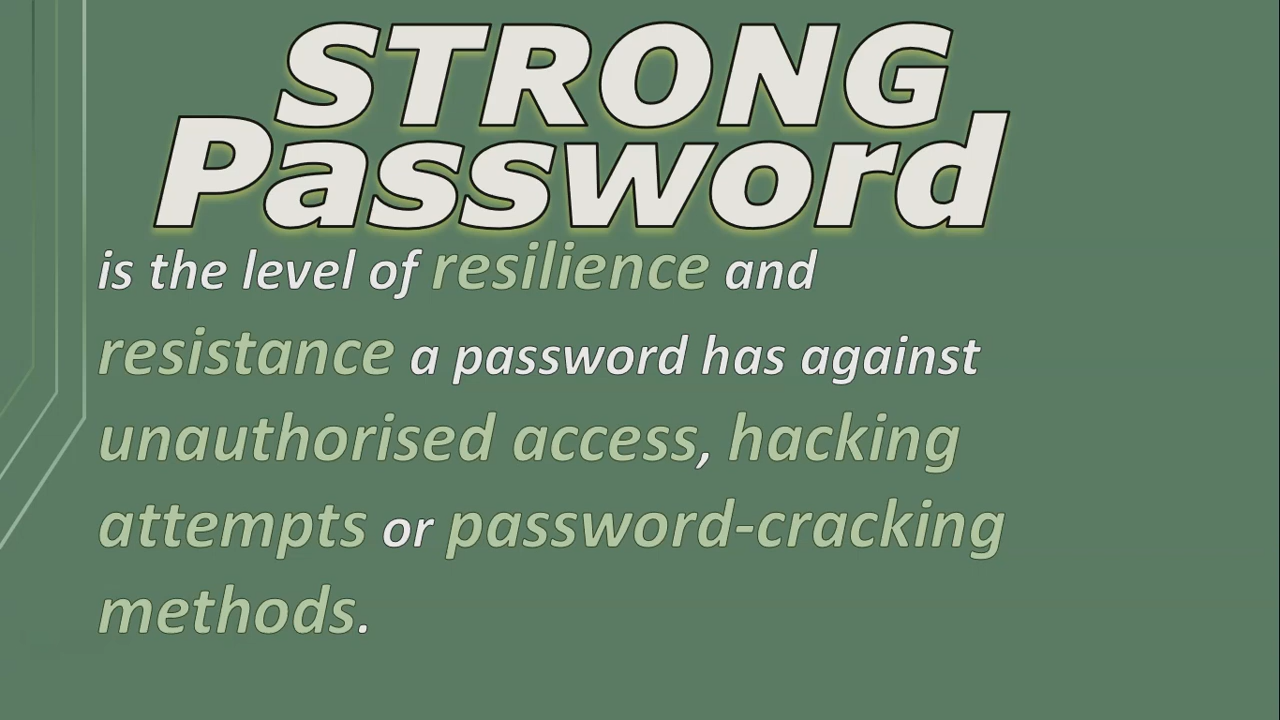 STRONG
Password
is the level of resilience and
resistance a password has against
unauthorised access, hacking
attempts or password-cracking
methods.